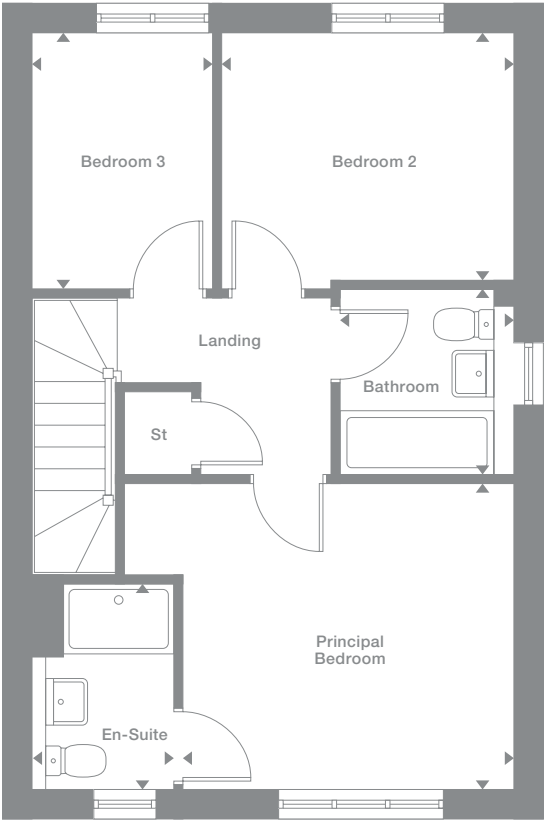 Bedroom 3
Bedroom 2
Landing
Bathroom
St
Principal
Bedroom
En-Suite